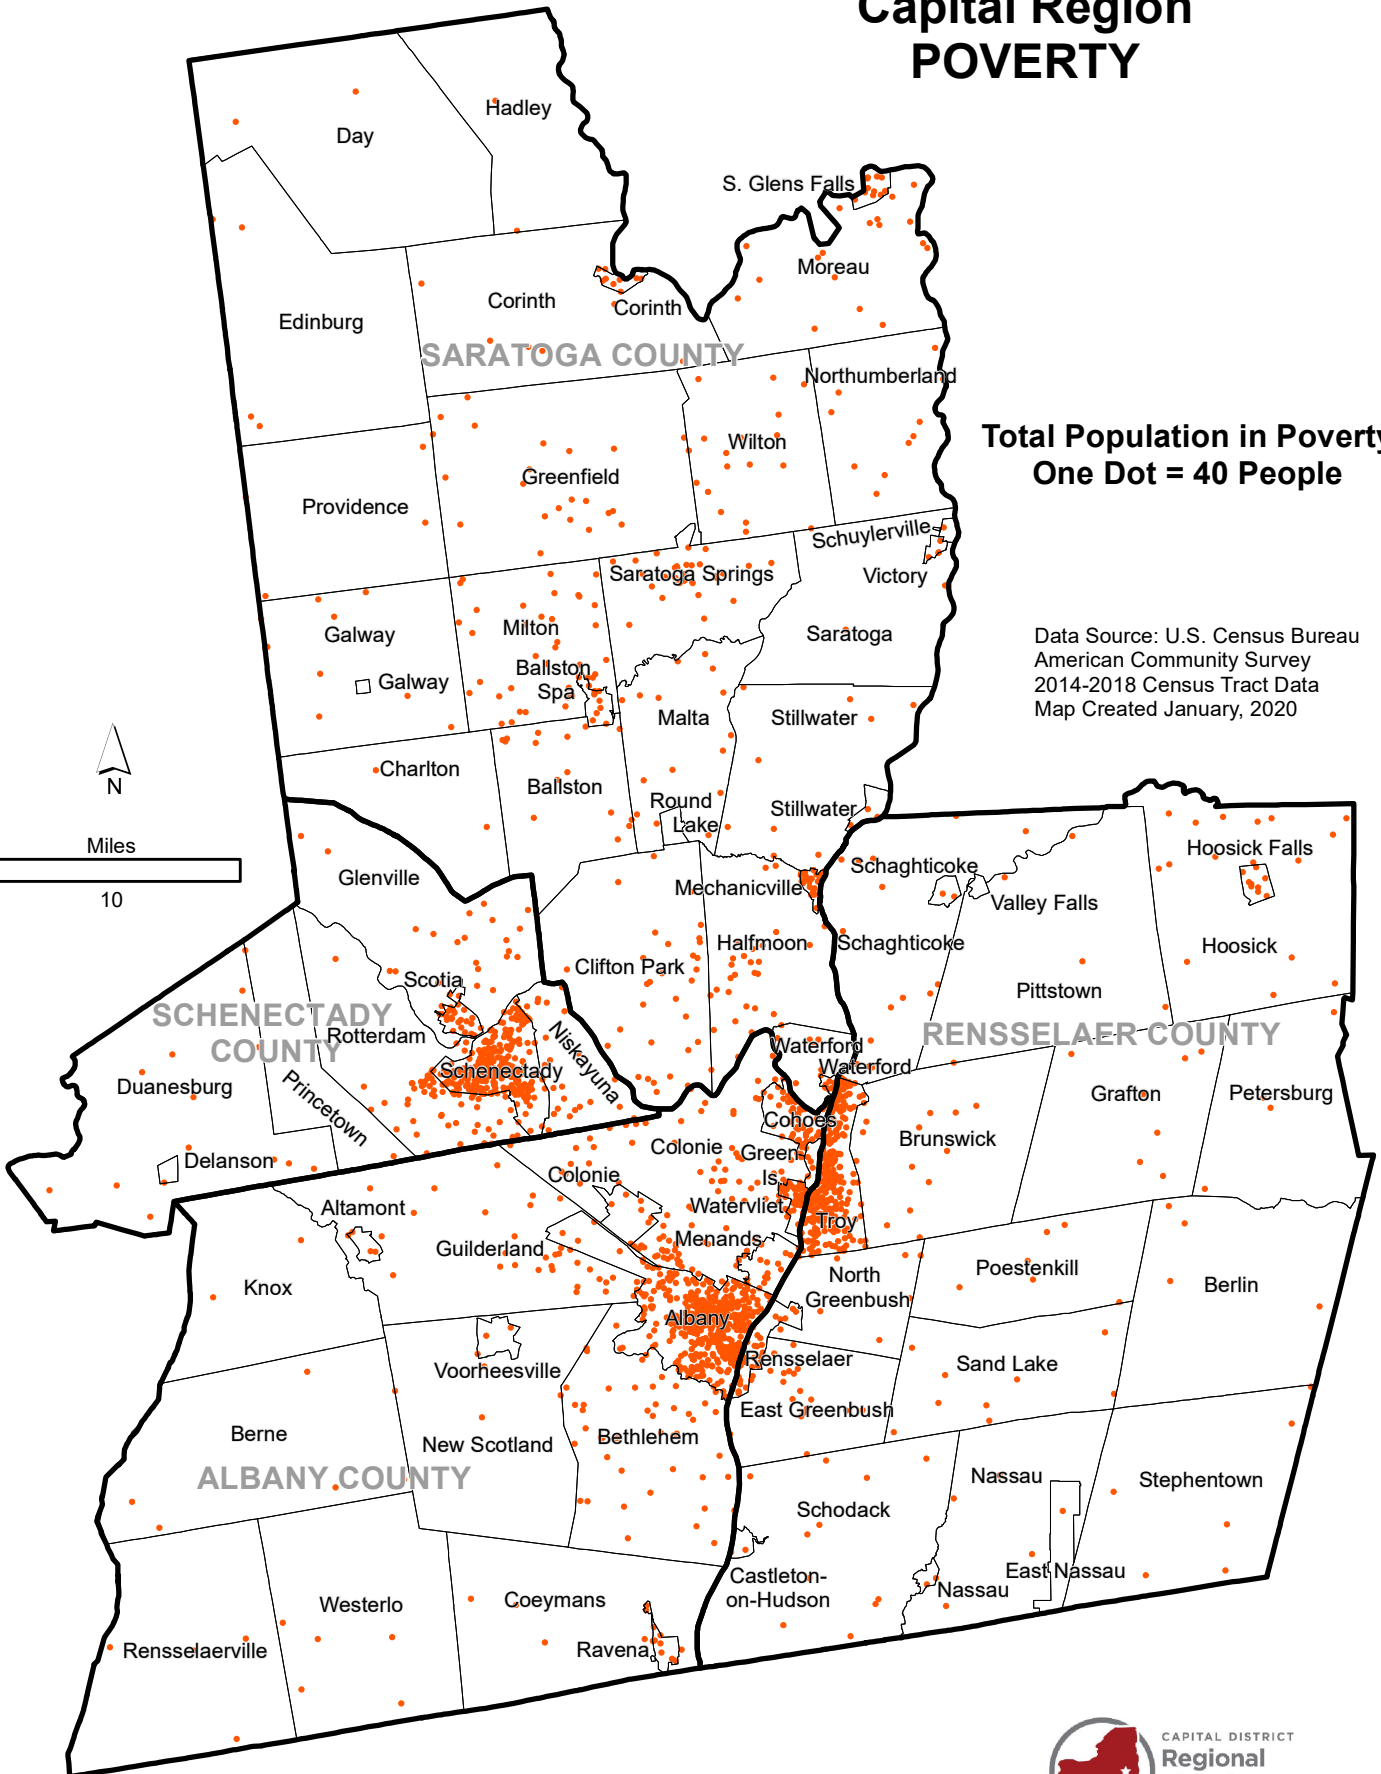 Capital Region
POVERTY
Hadley
Day
S. Glens Falls
Moreau
Corinth
Corinth
Edinburg
SARATOGA COUNTY
Northumberland
Wilton
Total Population in Poverty
One Dot = 40 People
Greenfield
Providence
Schuylerville
Saratoga Springs
Victory
Galway
Milton
Saratoga
Data Source: U.S. Census Bureau
American Community Survey
2014-2018 Census Tract Data
Map Created January, 2020
Ballston
Spa
Galway
Malta
Stillwater
N
Charlton
Ballston
Round
Lake
Stillwater
Miles
10
Glenville
Mechanicville
Schaghticoke
Hoosick Falls
Valley Falls
Halfmoon
Schaghticoke
Hoosick
Clifton Park
Scotia
Pittstown
SCHENECTADY
COUNTY
Rotterdam
Niskayuna
RENSSELAER COUNTY
Waterford
Waterford
Schenectady
Duanesburg
Princetown
Grafton
Petersburg
Cohoes
Brunswick
Colonie
Green
Is.
Delanson
Colonie
Watervliet
Altamont
Troy
Menands
Guilderland
Knox
North
Greenbush
Poestenkill
Berlin
Albany
Rensselaer
Sand Lake
Voorheesville
East Greenbush
Berne
New Scotland
Bethlehem
ALBANY COUNTY
Nassau
Stephentown
Schodack
Castleton-
on-Hudson
East Nassau
Nassau
Westerlo
Coeymans
Rensselaerville
Ravena
CAPITAL DISTRICT
Regional